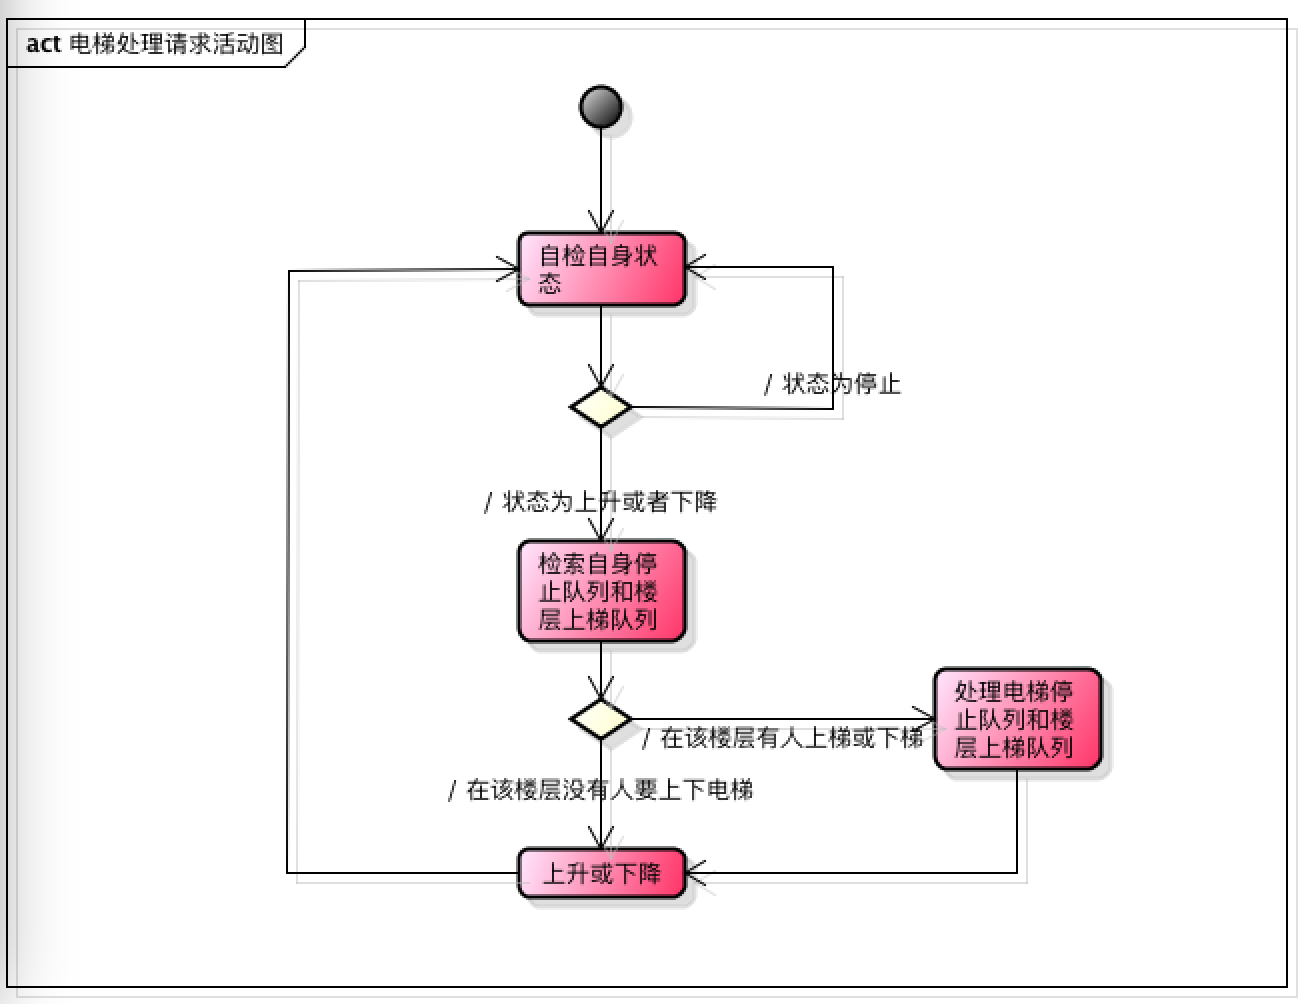 act 电梯处理请求活动图
自检自身状
态
/ 状态为停止
/ 状态为上升或者下降
检索自身停
止队列和楼
层上梯队列
处理电梯停
止队列和楼
层上梯队列
/ 在该楼层有人上梯或下梯
/ 在该楼层没有人要上下电梯
上升或下降